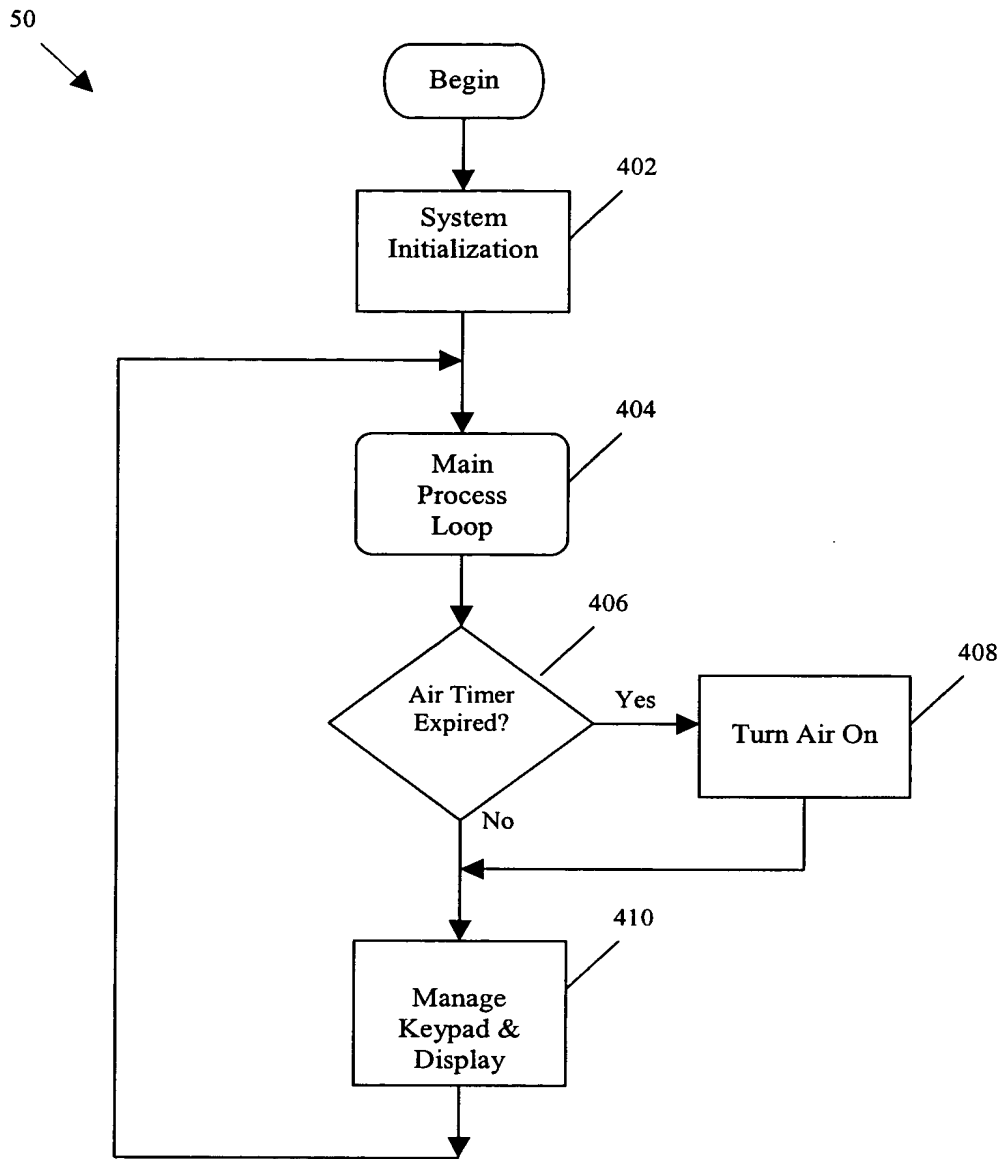 50
Begin
402
System
Initialization
404
Main
Process
Loop
406
Air Timer
Expired?
Yes
408
Turn Air On
No
410
Manage
Keypad &
Display